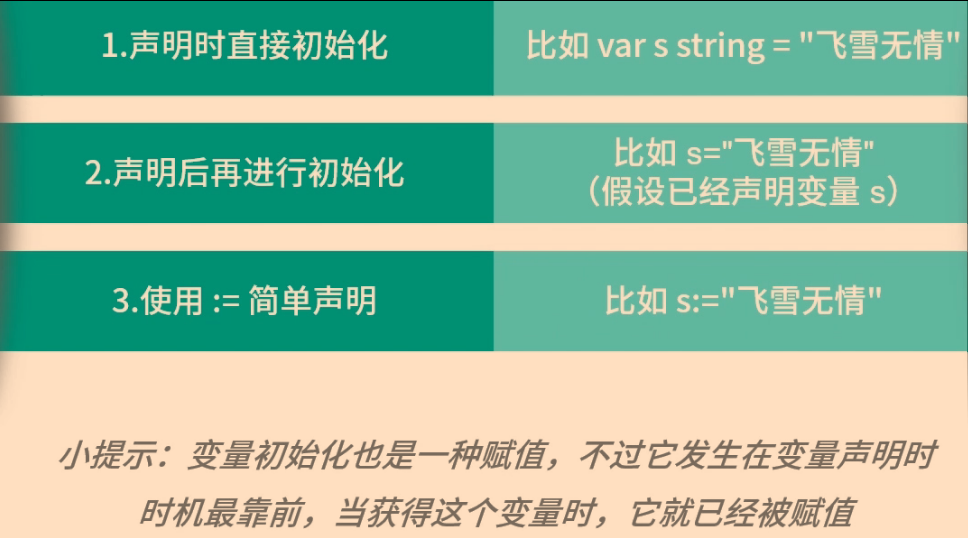 1.声明时直接初始化
比如 var s string = "飞雪无情"
2.声明后再进行初始化
比如 s="飞雪无情"
（假设已经声明变量 s）
3.使用 := 简单声明
比如 s:="飞雪无情"
小提示：变量初始化也是一种赋值，不过它发生在变量声明时
时机最靠前，当获得这个变量时，它就已经被赋值